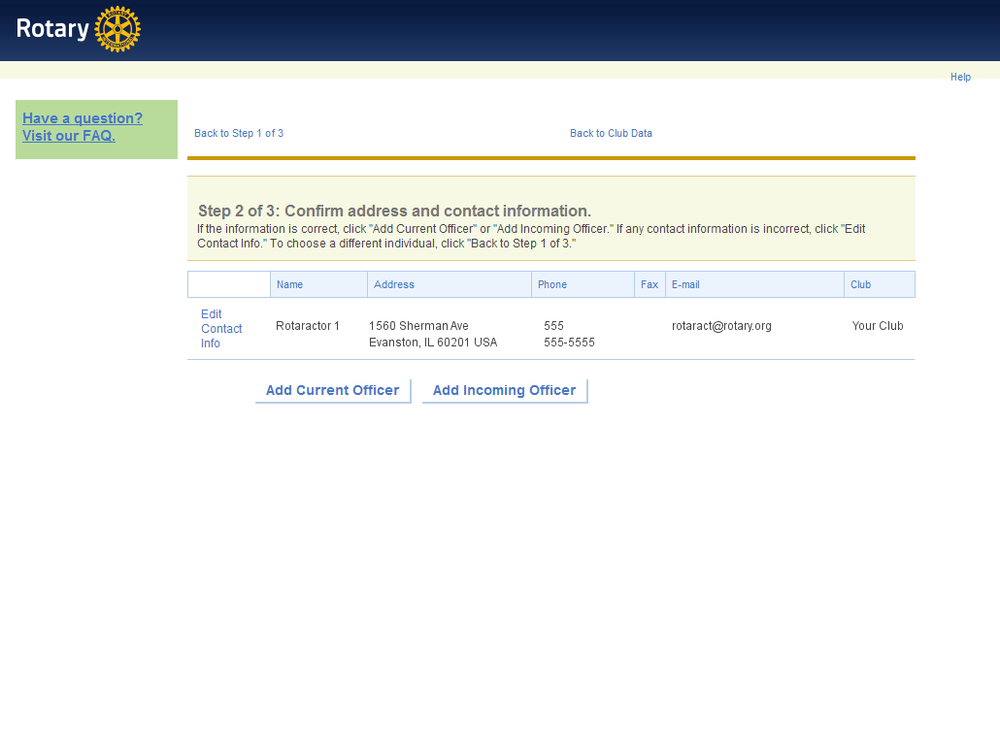 Rotary
Help
Have a question?
Visit our FAQ.
Back to Step 1 of 3
Back to Club Data
Step 2 of 3: Confirm address and contact information.
If the information is correct, click "Add Current Officer" or "Add Incoming Officer." If any contact information is incorrect, click "Edit
Contact Info." To choose a different individual, click "Back to Step 1 of 3."
Name Address Phone Fax E-mail Club
Edit
Contact
Info
Rotaractor 1
1560 Sherman Ave
Evanston, IL 60201 USA
555
555-5555
rotaract@rotary.org
Your Club
Add Current Officer Add Incoming Officer